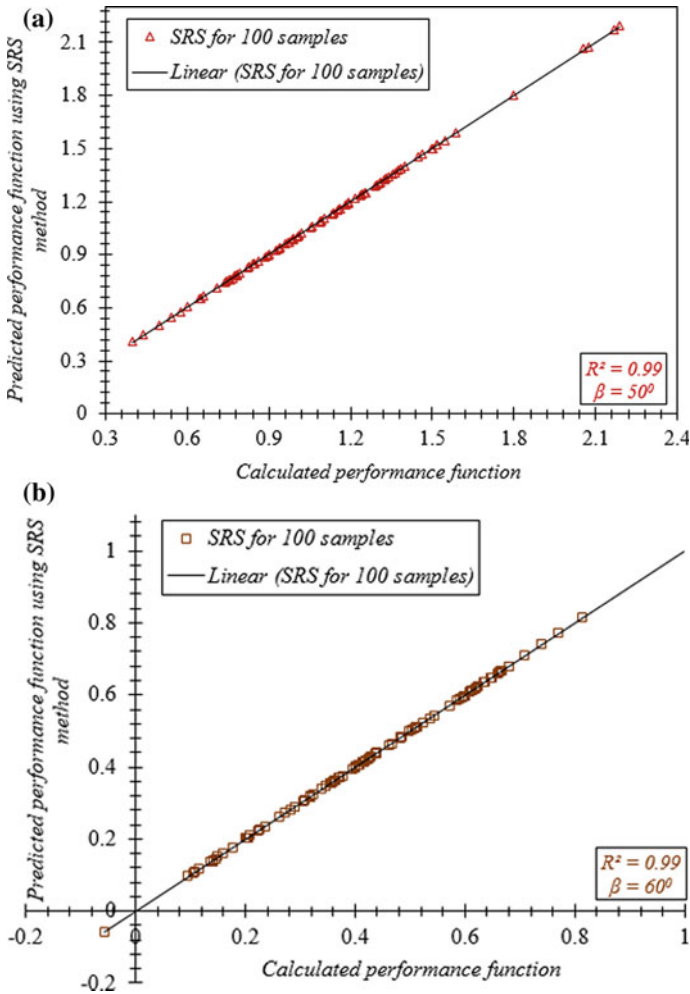 (a)
Predicted performance function using SRS
method
2.1
1.8
1.5
1.2
0.9
0.6
0.3
0
SRS for 100 samples
Linear (SRS for 100 samples)
R² = 0.99
β = 50⁰
0.3 0.6 0.9 1.2 1.5 1.8 2.1 2.4
Calculated performance function
(b)
Predicted performance function using SRS
method
1
0.8
0.6
0.4
0.2
0
-0.2
SRS for 100 samples
Linear (SRS for 100 samples)
R² = 0.99
β = 60⁰
-0.2 0 0.2 0.4 0.6 0.8 1
Calculated performance function